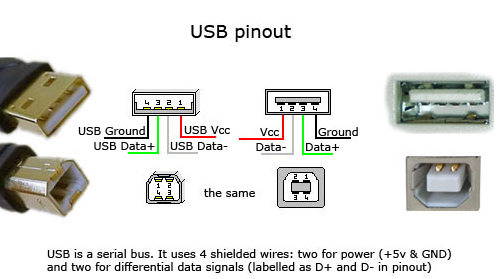 USB pinout
4 3 2 1
1 2 3 4
USB Ground
USB Vcc
USB Data+
USB Data-
Vcc
Ground
Data-
Data+
1 2
4 3
the same
2 1
3 4
USB is a serial bus. It uses 4 shielded wires: two for power (+5v & GND)
and two for differential data signals (labelled as D+ and D- in pinout)